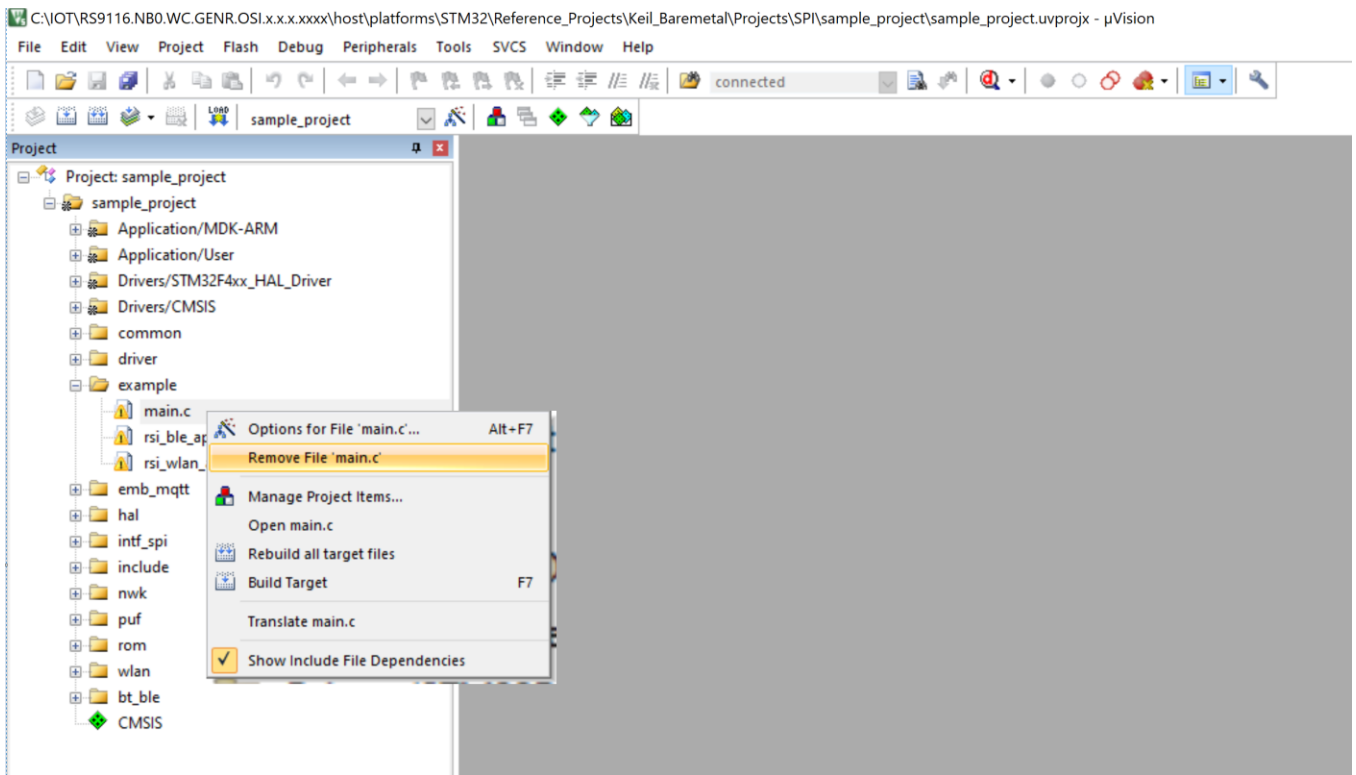 C:\IOT\RS9116.NB0.WC.GENR.OSI.x.x.x.xxxx\host\platforms\STM32\Reference_Projects\Keil_Baremetal\Projects\SPI\sample_project\sample_project.uvprojx - µVision
File Edit View Project Flash Debug Peripherals Tools SVCS Window Help
connected
LOAD sample_project
Project
Project: sample_project
sample_project
Application/MDK-ARM
Application/User
Drivers/STM32F4xx_HAL_Driver
Drivers/CMSIS
common
driver
example
main.c
Options for File 'main.c'... Alt+F7
rsi_ble_ap
Remove File 'main.c'
rsi_wlan_
emb_mqtt
Manage Project Items...
hal
Open main.c
intf_spi
Rebuild all target files
include
Build Target F7
nwk
puf
Translate main.c
rom
wlan
Show Include File Dependencies
bt_ble
CMSIS